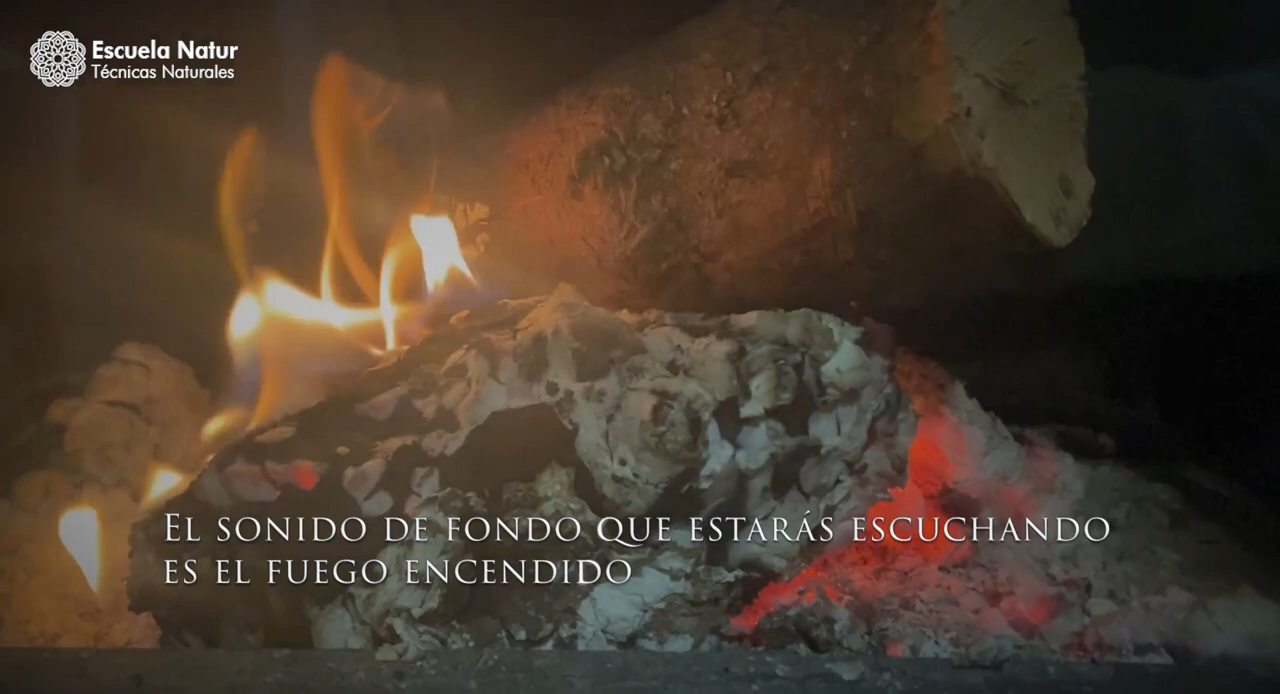 Escuela Natur
Técnicas Naturales
El sonido de fondo que estarás escuchando
es el fuego encendido